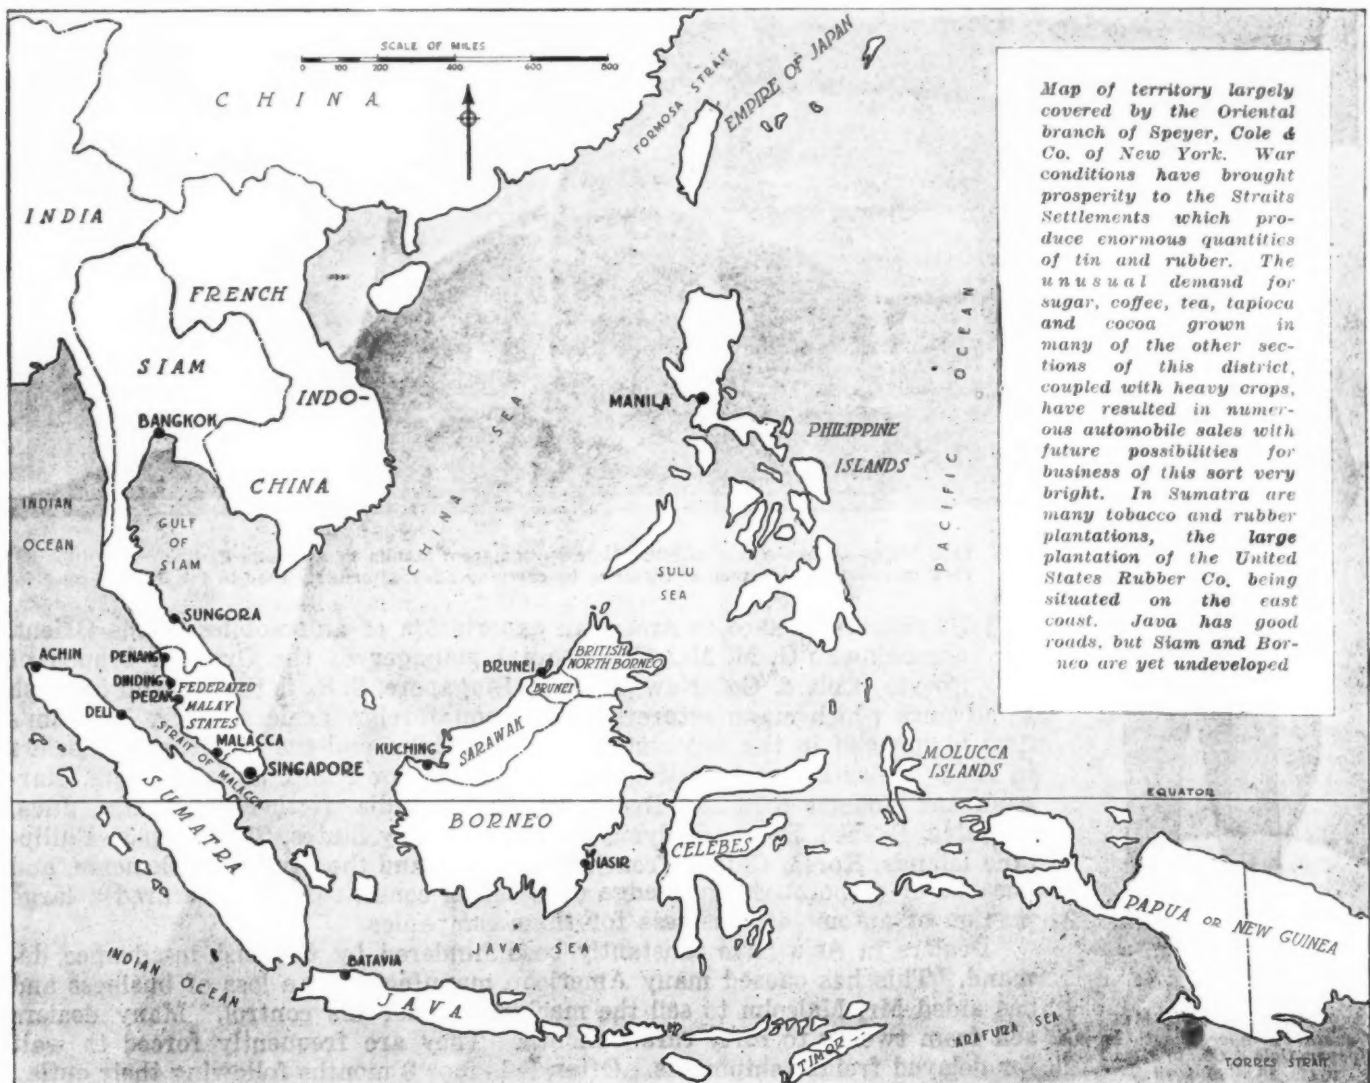 SCALE OF MILES
0 100 200 400 600 800
CHINA
FORMOSA STRAIT
EMPIRE OF JAPAN
INDIA
FRENCH
INDO-
CHINA
SIAM
BANGKOK
MANILA
PHILIPPINE
ISLANDS
PACIFIC OCEAN
CHINA SEA
INDIAN
OCEAN
GULF
OF
SIAM
SULU
SEA
SUNGORA
ACHIN
PENANG
DINDING
PERAK
DELI
FEDERATED
MALAY
STATES
STRAIT OF MALACCA
MALACCA
SINGAPORE
SUMATRA
BRUNEI
BRITISH
NORTH BORNEO
BRUNEI
SARAWAK
KUCHING
BORNEO
PASIR
CELEBES
MOLUCCA
ISLANDS
EQUATOR
PAPUA OR NEW GUINEA
JAVA SEA
INDIAN OCEAN
BATAVIA
JAVA
TIMOR
ARAFURA SEA
TORRES STRAIT
Map of territory largely
covered by the Oriental
branch of Speyer, Cole &
Co. of New York. War
conditions have brought
prosperity to the Straits
Settlements which pro-
duce enormous quantities
of tin and rubber. The
unusual demand for
sugar, coffee, tea, tapioca
and cocoa grown in
many of the other sec-
tions of this district,
coupled with heavy crops,
have resulted in numer-
ous automobile sales with
future possibilities for
business of this sort very
bright. In Sumatra are
many tobacco and rubber
plantations, the large
plantation of the United
States Rubber Co. being
situated on the east
coast. Java has good
roads, but Siam and Bor-
neo are yet undeveloped